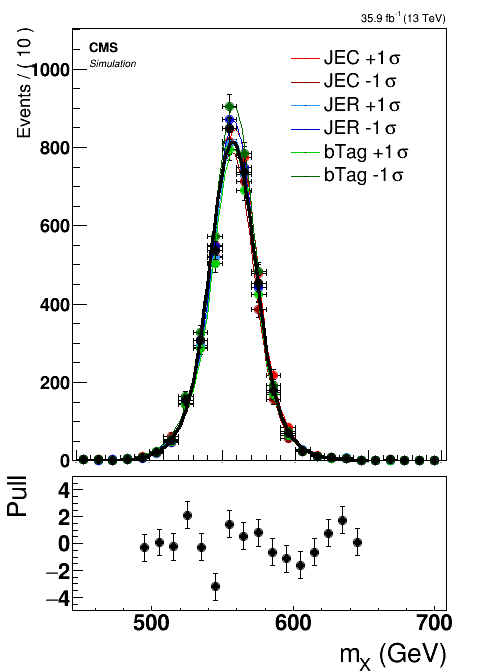 35.9 fb⁻¹ (13 TeV)
CMS
Simulation
Events / ( 10 )
1000
800
600
400
200
0
JEC +1σ
JEC -1σ
JER +1σ
JER -1σ
bTag +1σ
bTag -1σ
Pull
4
2
0
−2
−4
500 600 700
m_X (GeV)